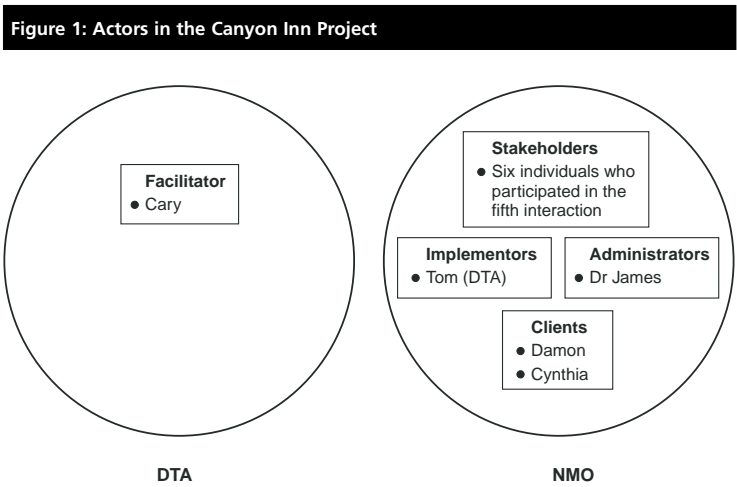 Figure 1: Actors in the Canyon Inn Project
Facilitator
● Cary
DTA
Stakeholders
● Six individuals who
participated in the
fifth interaction
Implementors
● Tom (DTA)
Administrators
● Dr James
Clients
● Damon
● Cynthia
NMO